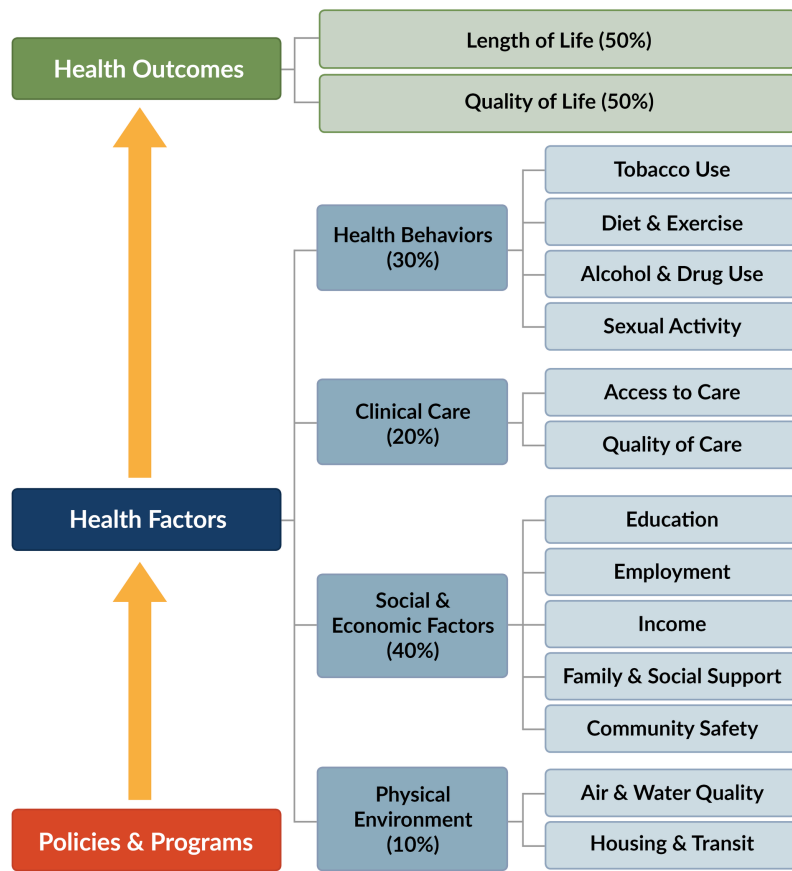 Health Outcomes
Length of Life (50%)
Quality of Life (50%)
Health Factors
Health Behaviors
(30%)
Tobacco Use
Diet & Exercise
Alcohol & Drug Use
Sexual Activity
Clinical Care
(20%)
Access to Care
Quality of Care
Social &
Economic Factors
(40%)
Education
Employment
Income
Family & Social Support
Community Safety
Physical
Environment
(10%)
Air & Water Quality
Housing & Transit
Policies & Programs